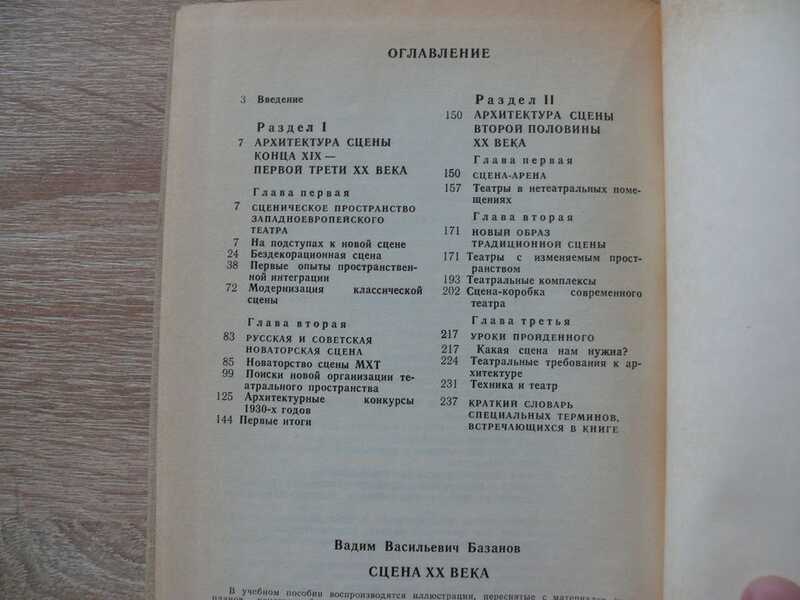 ОГЛАВЛЕНИЕ
3 Введение
Раздел I
7 АРХИТЕКТУРА СЦЕНЫ
КОНЦА XIX —
ПЕРВОЙ ТРЕТИ XX ВЕКА
Глава первая
7 СЦЕНИЧЕСКОЕ ПРОСТРАНСТВО
ЗАПАДНОЕВРОПЕЙСКОГО
ТЕАТРА
7 На подступах к новой сцене
24 Бездекорационная сцена
38 Первые опыты пространствен-
ной интеграции
72 Модернизация классической
сцены
Глава вторая
83 РУССКАЯ И СОВЕТСКАЯ
НОВАТОРСКАЯ СЦЕНА
85 Новаторство сцены МХТ
99 Поиски новой организации те-
атрального пространства
125 Архитектурные конкурсы
1930-х годов
144 Первые итоги
Раздел II
150 АРХИТЕКТУРА СЦЕНЫ
ВТОРОЙ ПОЛОВИНЫ
XX ВЕКА
Глава первая
150 СЦЕНА-АРЕНА
157 Театры в нетеатральных поме-
щениях
Глава вторая
171 НОВЫЙ ОБРАЗ
ТРАДИЦИОННОЙ СЦЕНЫ
171 Театры с изменяемым прост-
ранством
193 Театральные комплексы
202 Сцена-коробка современного
театра
Глава третья
217 УРОКИ ПРОЙДЕННОГО
217 Какая сцена нам нужна?
224 Театральные требования к ар-
хитектуре
231 Техника и театр
237 КРАТКИЙ СЛОВАРЬ
СПЕЦИАЛЬНЫХ ТЕРМИНОВ,
ВСТРЕЧАЮЩИХСЯ В КНИГЕ
Вадим Васильевич Базанов
СЦЕНА XX ВЕКА
В учебном пособии воспроизводятся иллюстрации, переснятые с материалов